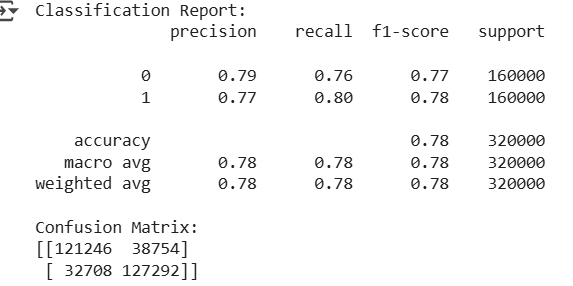 Classification Report:
precision recall f1-score support
0 0.79 0.76 0.77 160000
1 0.77 0.80 0.78 160000
accuracy 0.78 320000
macro avg 0.78 0.78 0.78 320000
weighted avg 0.78 0.78 0.78 320000
Confusion Matrix:
[[121246 38754]
[ 32708 127292]]